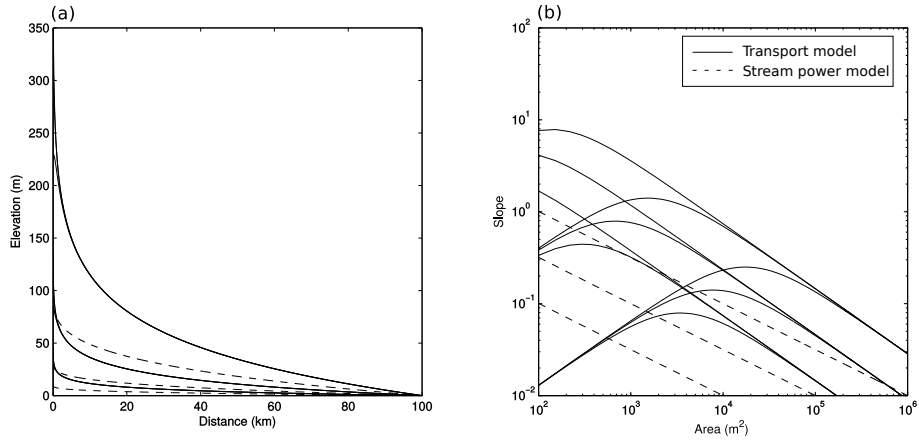 (a)
350
300
250
200
150
100
50
0
Elevation (m)
0 20 40 60 80 100
Distance (km)
(b)
Transport model
Stream power model
10^2
10^1
10^0
10^-1
10^-2
Slope
10^2 10^3 10^4 10^5 10^6
Area (m^2)